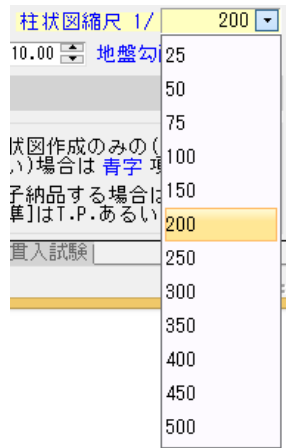 柱状図縮尺 1/ 200
10.00 地盤勾
25
50
75
状図作成のみの(
い)場合は 青字 項
100
子納品する場合は
150
準]はT.P.あるい
200
貫入試験
250
300
350
400
450
500